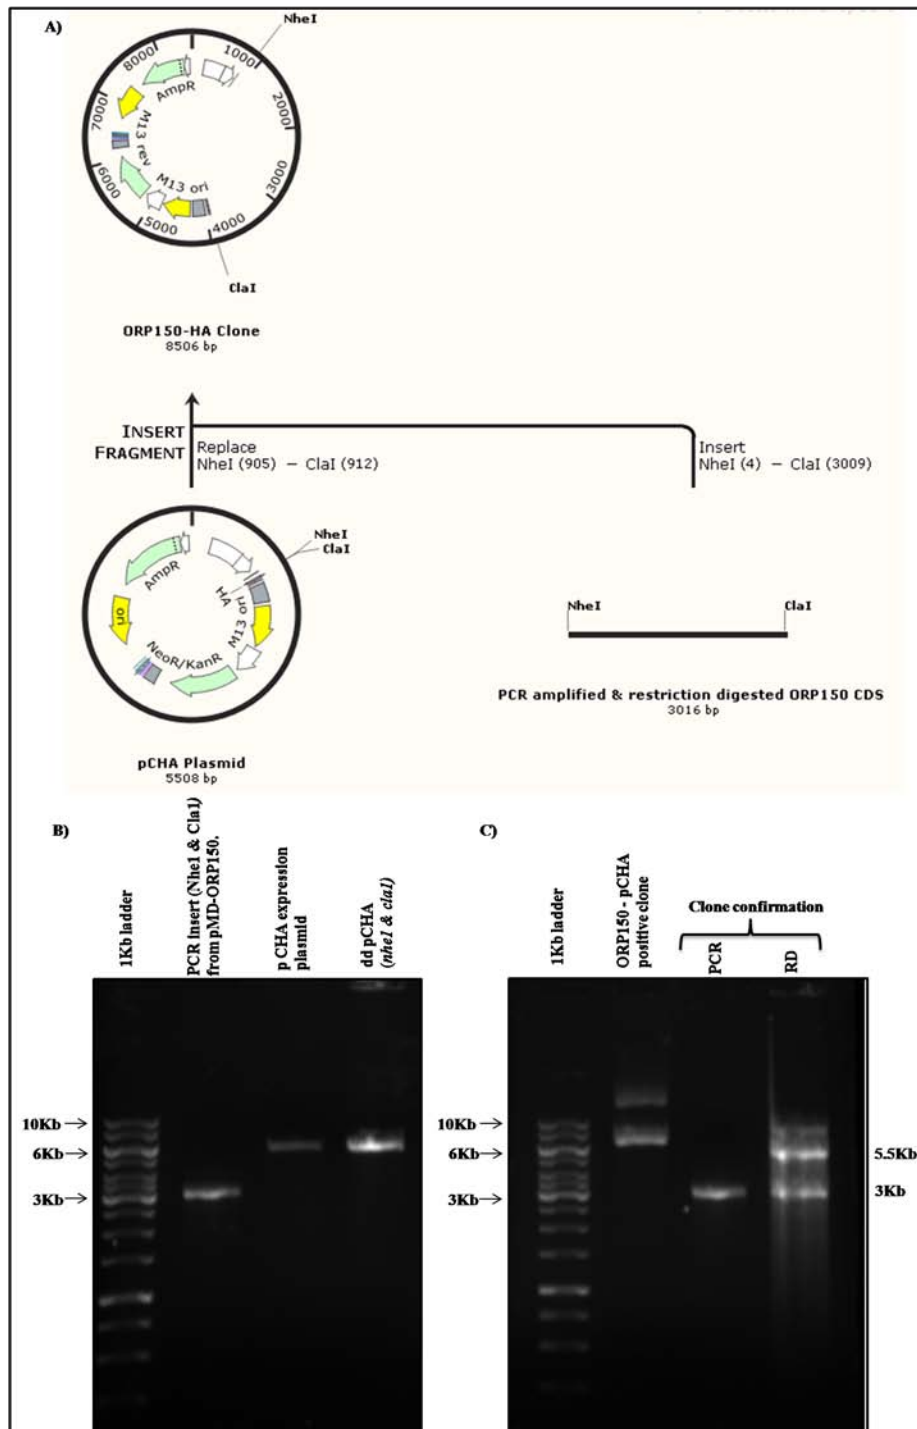 A)
NheI
1000
2000
3000
4000
5000
6000
7000
8000
AmpR
M13 rev
M13 ori
ClaI
ORP150-HA Clone
8506 bp
INSERT
FRAGMENT
Replace
NheI (905) – ClaI (912)
Insert
NheI (4) – ClaI (3009)
NheI
ClaI
AmpR
HA
M13 ori
ori
NeoR/KanR
pCHA Plasmid
5508 bp
NheI
ClaI
PCR amplified & restriction digested ORP150 CDS
3016 bp
B)
1Kb ladder
PCR Insert (Nhe1 & Cla1)
from pMD-ORP150.
p CHA expression
plasmid
dd pCHA
(nhe1 & cla1)
10Kb
6Kb
3Kb
C)
1Kb ladder
ORP150 - pCHA
positive clone
Clone confirmation
PCR
RD
10Kb
6Kb
3Kb
5.5Kb
3Kb